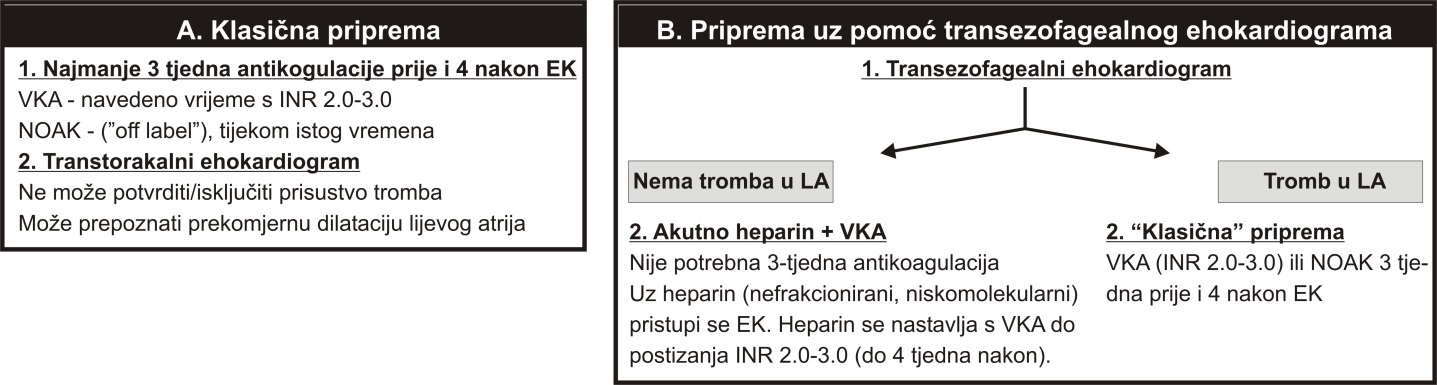 A. Klasična priprema
1. Najmanje 3 tjedna antikogulacije prije i 4 nakon EK
VKA - navedeno vrijeme s INR 2.0-3.0
NOAK - (”off label”), tijekom istog vremena
2. Transtorakalni ehokardiogram
Ne može potvrditi/isključiti prisustvo tromba
Može prepoznati prekomjernu dilataciju lijevog atrija
B. Priprema uz pomoć transezofagealnog ehokardiograma
1. Transezofagealni ehokardiogram
Nema tromba u LA
2. Akutno heparin + VKA
Nije potrebna 3-tjedna antikoagulacija
Uz heparin (nefrakcionirani, niskomolekularni)
pristupi se EK. Heparin se nastavlja s VKA do
postizanja INR 2.0-3.0 (do 4 tjedna nakon).
Tromb u LA
2. “Klasična” priprema
VKA (INR 2.0-3.0) ili NOAK 3 tje-
dna prije i 4 nakon EK